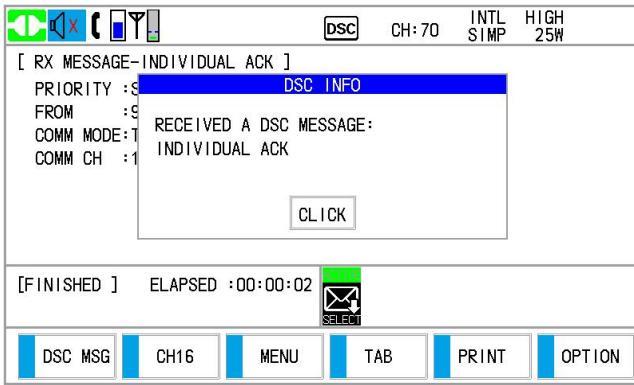 DSC CH:70 INTL HIGH
SIMP 25W
[ RX MESSAGE-INDIVIDUAL ACK ]
PRIORITY :S
DSC INFO
FROM :9
COMM MODE:T
COMM CH :1
RECEIVED A DSC MESSAGE:
INDIVIDUAL ACK
CLICK
[FINISHED ] ELAPSED :00:00:02
SELECT
DSC MSG CH16 MENU TAB PRINT OPTION